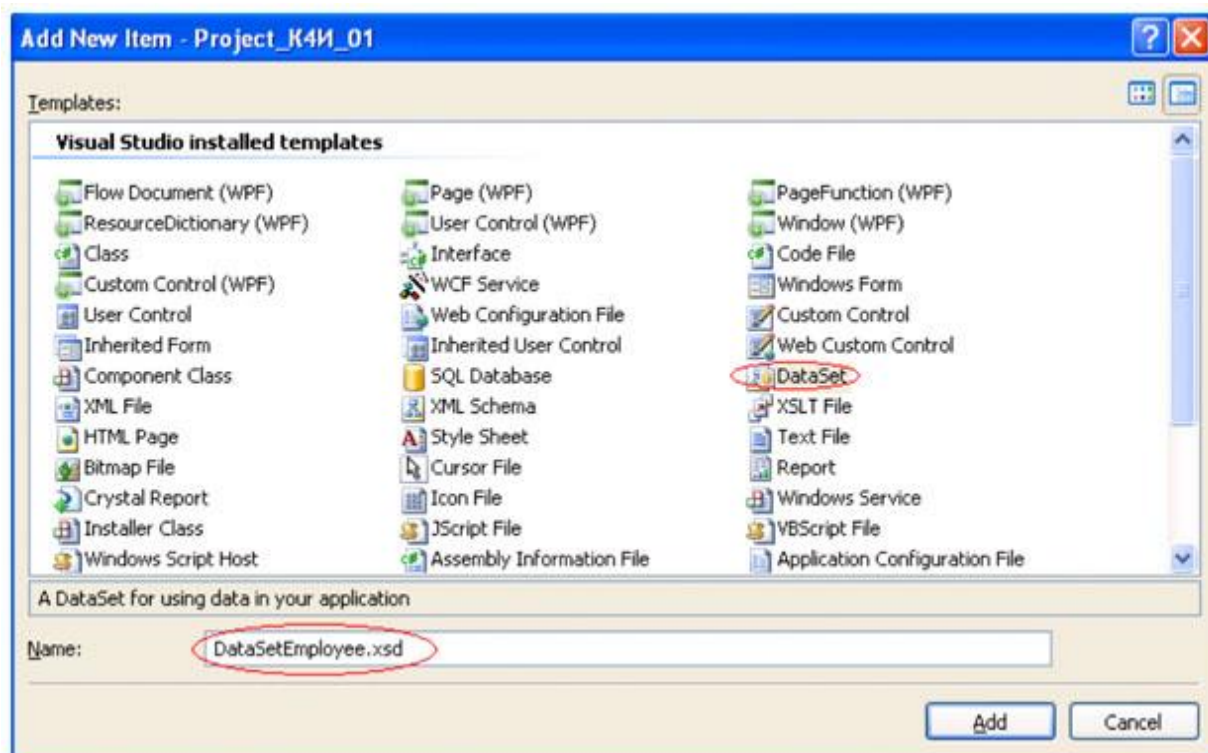 Add New Item - Project_К4И_01
Templates:
Visual Studio installed templates
Flow Document (WPF) Page (WPF) PageFunction (WPF)
ResourceDictionary (WPF) User Control (WPF) Window (WPF)
Class Interface Code File
Custom Control (WPF) WCF Service Windows Form
User Control Web Configuration File Custom Control
Inherited Form Inherited User Control Web Custom Control
Component Class SQL Database DataSet
XML File XML Schema XSLT File
HTML Page Style Sheet Text File
Bitmap File Cursor File Report
Crystal Report Icon File Windows Service
Installer Class JScript File VBScript File
Windows Script Host Assembly Information File Application Configuration File
A DataSet for using data in your application
Name: DataSetEmployee.xsd
Add Cancel